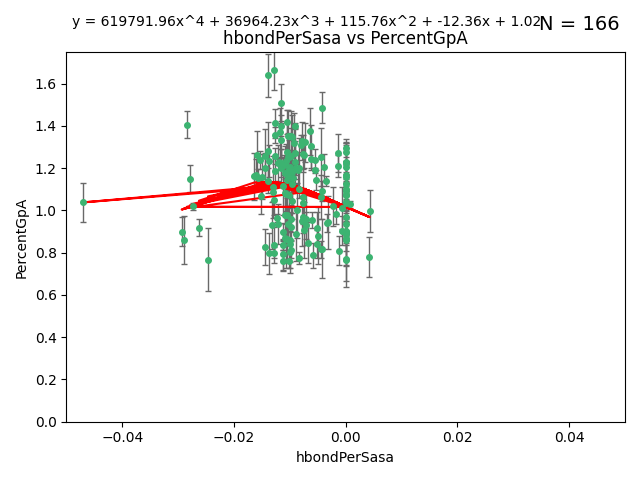 y = 619791.96x^4 + 36964.23x^3 + 115.76x^2 + -12.36x + 1.02
N = 166
hbondPerSasa vs PercentGpA
PercentGpA
1.6
1.4
1.2
1.0
0.8
0.6
0.4
0.2
0.0
−0.04
−0.02
0.00
0.02
0.04
hbondPerSasa